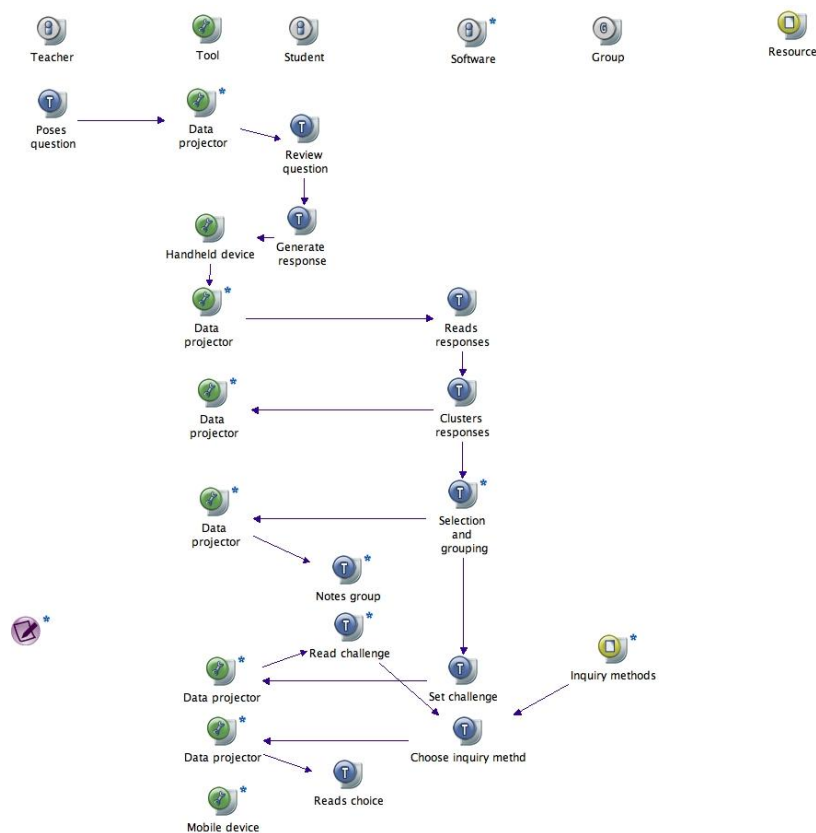 Teacher
Tool
Student
Software
Group
Resource
Poses
question
Data
projector
Review
question
Handheld device
Generate
response
Data
projector
Reads
responses
Data
projector
Clusters
responses
Data
projector
Selection
and
grouping
Notes group
Read challenge
Inquiry methods
Data projector
Set challenge
Data projector
Choose inquiry methd
Reads choice
Mobile device